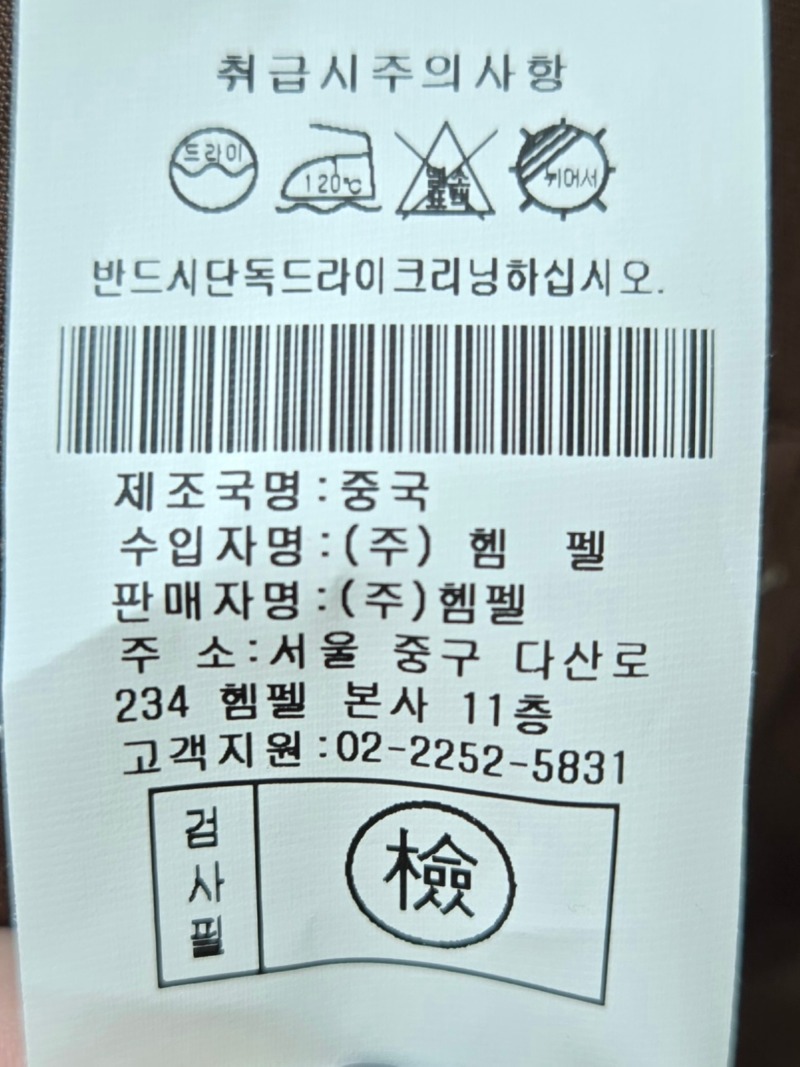 취급시주의사항
드라이 120℃ 염소표백 뉘어서
반드시단독드라이크리닝하십시오.
제조국명:중국
수입자명:(주) 헴 펠
판매자명:(주)헴펠
주 소:서울 중구 다산로
234 헴펠 본사 11층
고객지원:02-2252-5831
검사필
檢